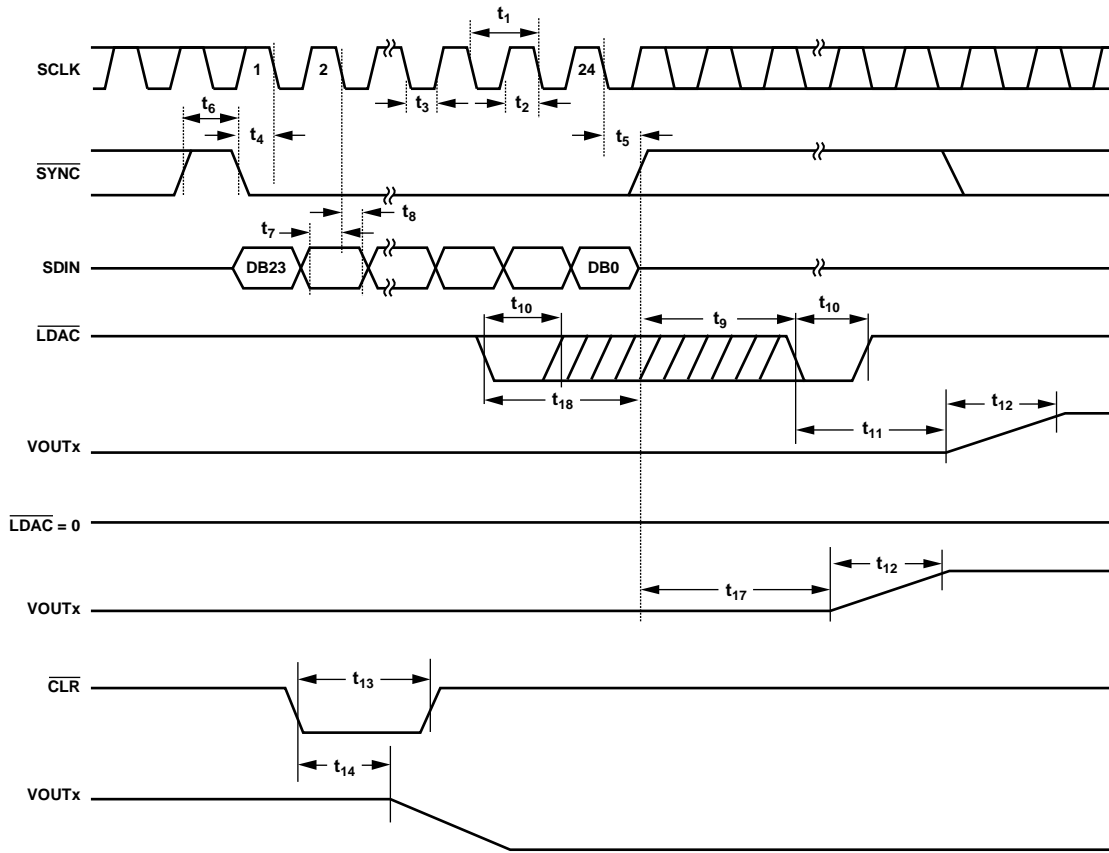 t1
SCLK
1
2
24
t3
t2
t6
t4
t5
SYNC
t8
t7
SDIN
DB23
DB0
t10
t9
t10
LDAC
t18
t12
t11
VOUTx
LDAC = 0
t12
t17
VOUTx
t13
CLR
t14
VOUTx